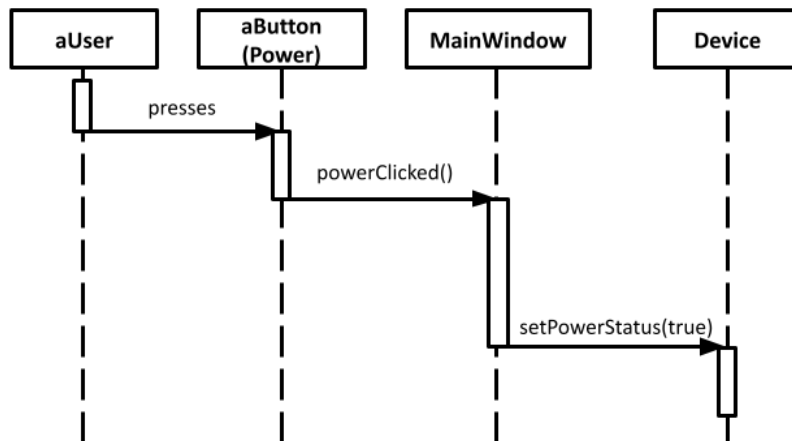 aUser
aButton
(Power)
MainWindow
Device
presses
powerClicked()
setPowerStatus(true)